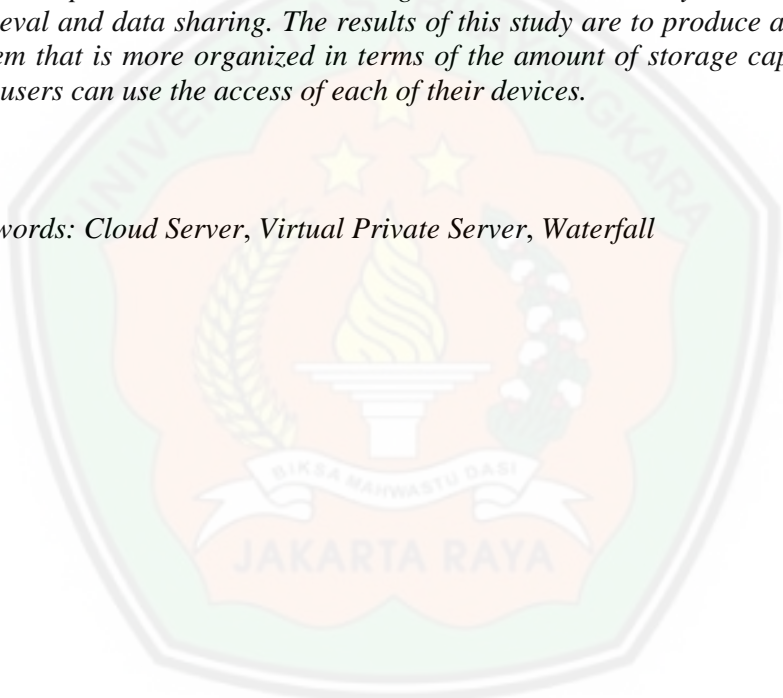 eval and data sharing. The results of this study are to produce a
em that is more organized in terms of the amount of storage cap
users can use the access of each of their devices.
words: Cloud Server, Virtual Private Server, Waterfall
BIKSA MAHWASTU DASI
JAKARTA RAYA